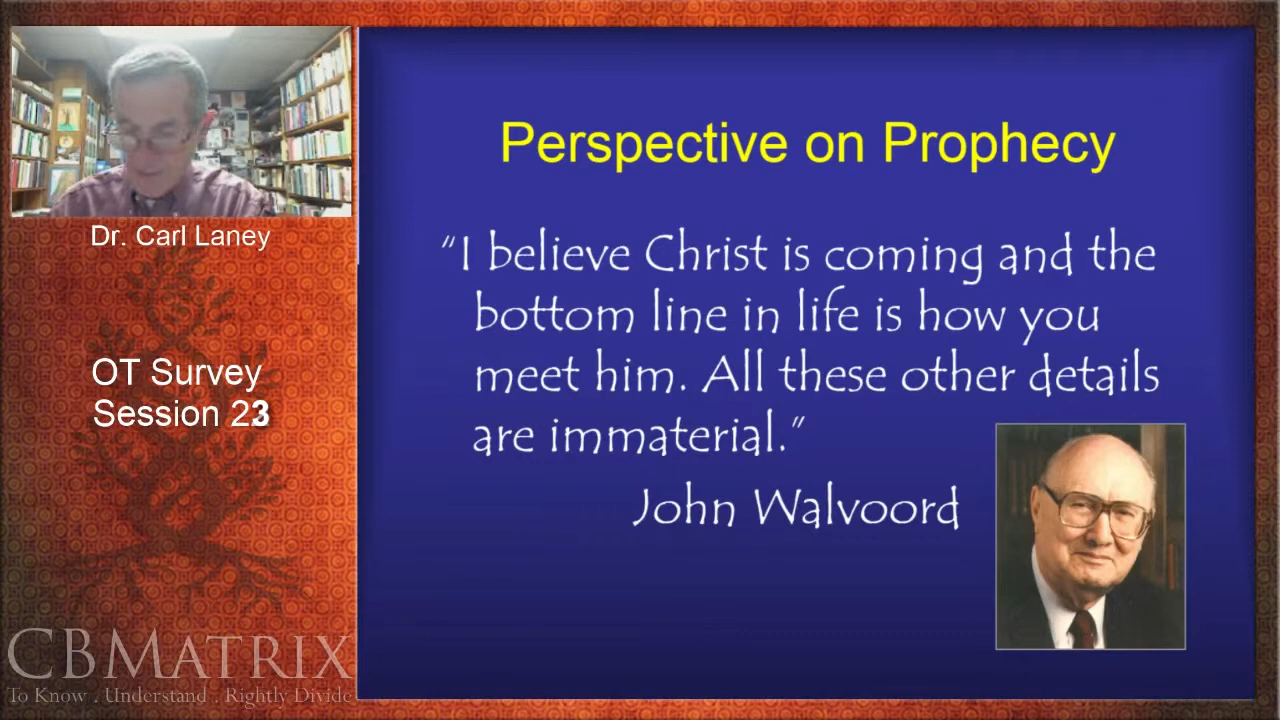 Dr. Carl Laney
OT Survey
Session 23
CBMATRIX
To Know . Understand . Rightly Divide
Perspective on Prophecy
“I believe Christ is coming and the
bottom line in life is how you
meet him. All these other details
are immaterial.”
John Walvoord